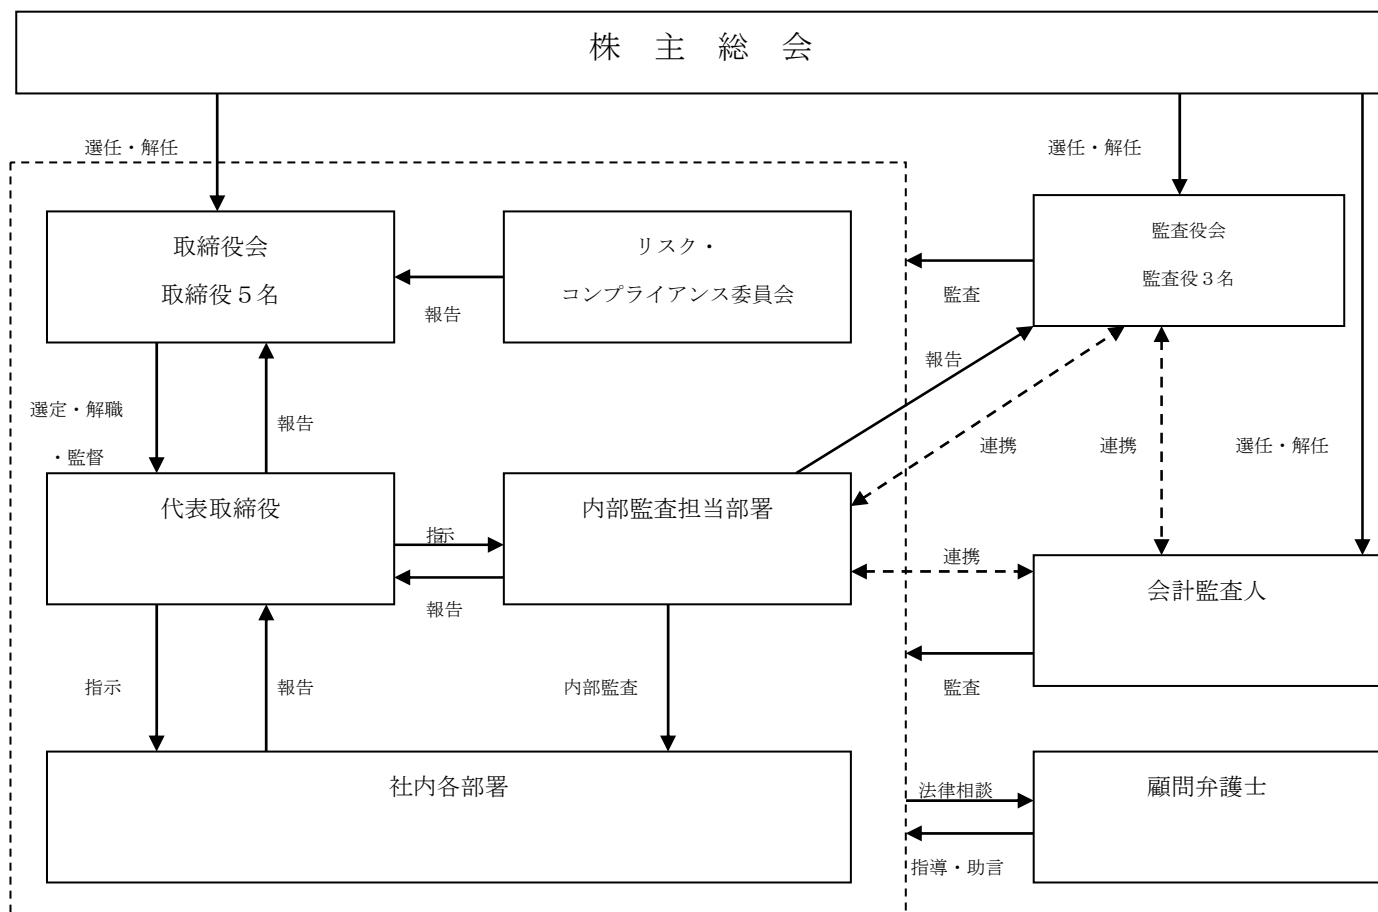 株　主　総　会
選任・解任
選任・解任
取締役会
取締役５名
リスク・
コンプライアンス委員会
報告
監査役会
監査役３名
監査
報告
選定・解職
・監督
報告
連携
連携
選任・解任
代表取締役
内部監査担当部署
指示
報告
連携
会計監査人
監査
指示
報告
内部監査
社内各部署
法律相談
指導・助言
顧問弁護士